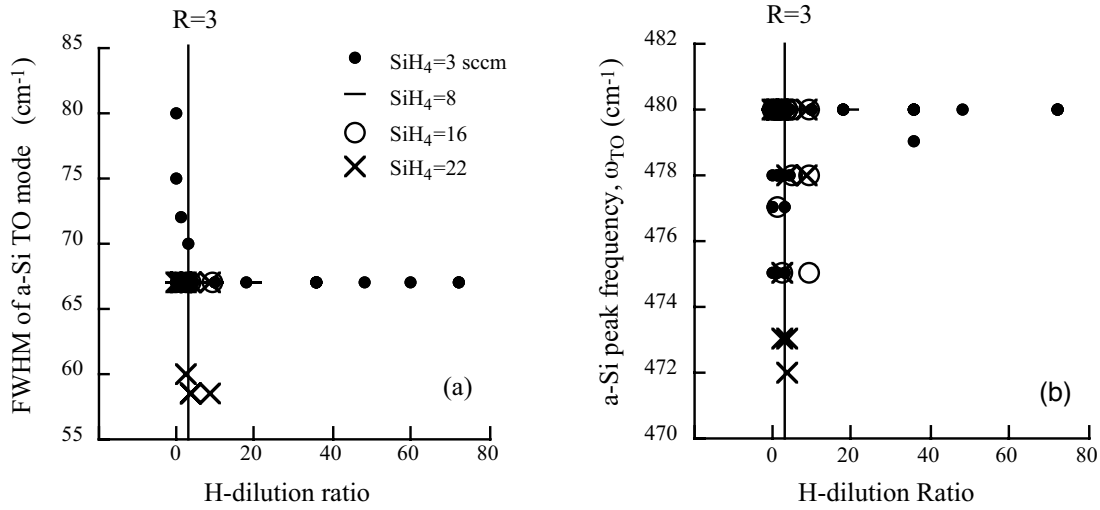 R=3
85
80
75
70
65
60
55
FWHM of a-Si TO mode (cm⁻¹)
SiH₄=3 sccm
SiH₄=8
SiH₄=16
SiH₄=22
(a)
0 20 40 60 80
H-dilution ratio
R=3
482
480
478
476
474
472
470
a-Si peak frequency, ω_TO (cm⁻¹)
(b)
0 20 40 60 80
H-Dilution Ratio